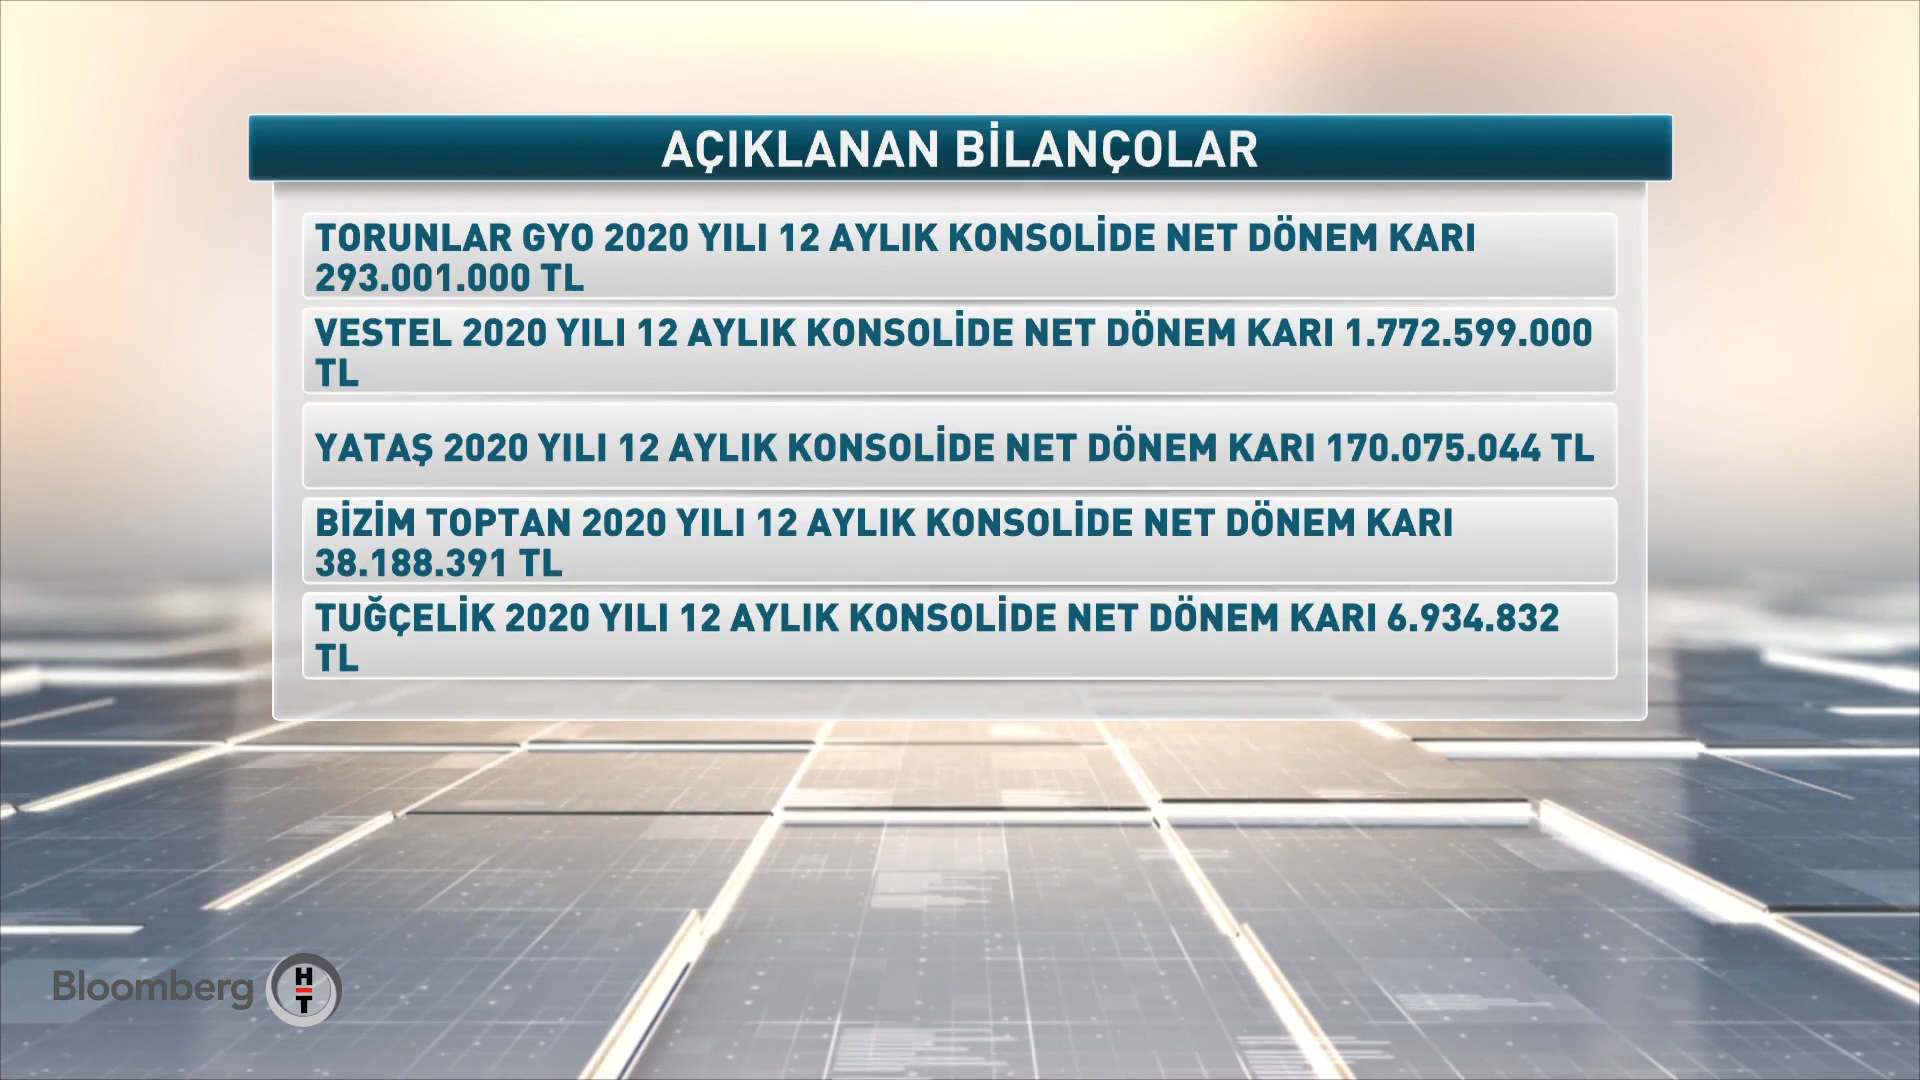 AÇIKLANAN BİLANÇOLAR
TORUNLAR GYO 2020 YILI 12 AYLIK KONSOLİDE NET DÖNEM KARI
293.001.000 TL
VESTEL 2020 YILI 12 AYLIK KONSOLİDE NET DÖNEM KARI 1.772.599.000
TL
YATAŞ 2020 YILI 12 AYLIK KONSOLİDE NET DÖNEM KARI 170.075.044 TL
BİZİM TOPTAN 2020 YILI 12 AYLIK KONSOLİDE NET DÖNEM KARI
38.188.391 TL
TUĞÇELİK 2020 YILI 12 AYLIK KONSOLİDE NET DÖNEM KARI 6.934.832
TL
Bloomberg HT